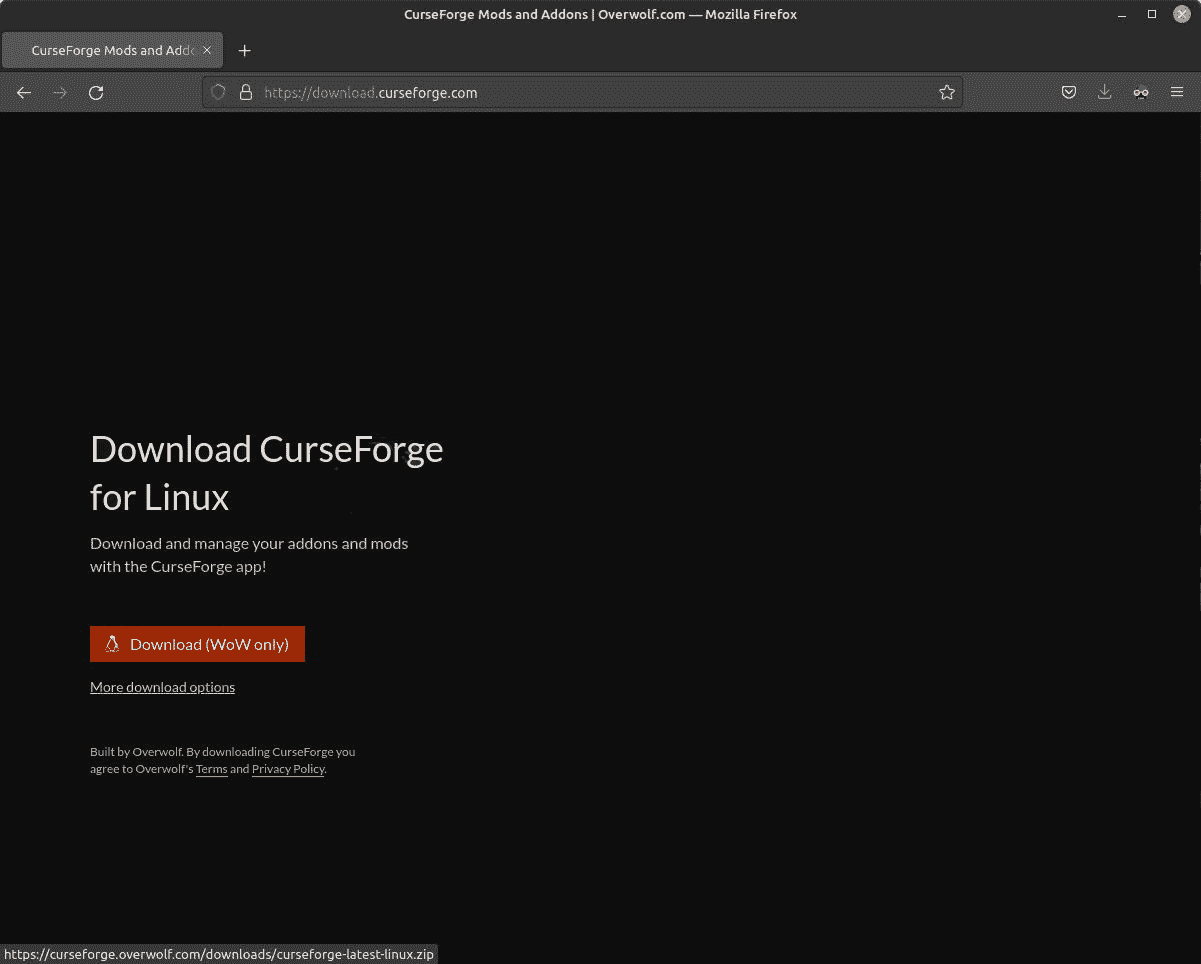 CurseForge Mods and Addons | Overwolf.com — Mozilla Firefox
CurseForge Mods and Addo
https://download.curseforge.com
Download CurseForge
for Linux
Download and manage your addons and mods
with the CurseForge app!
Download (WoW only)
More download options
Built by Overwolf. By downloading CurseForge you
agree to Overwolf's Terms and Privacy Policy.
https://curseforge.overwolf.com/downloads/curseforge-latest-linux.zip